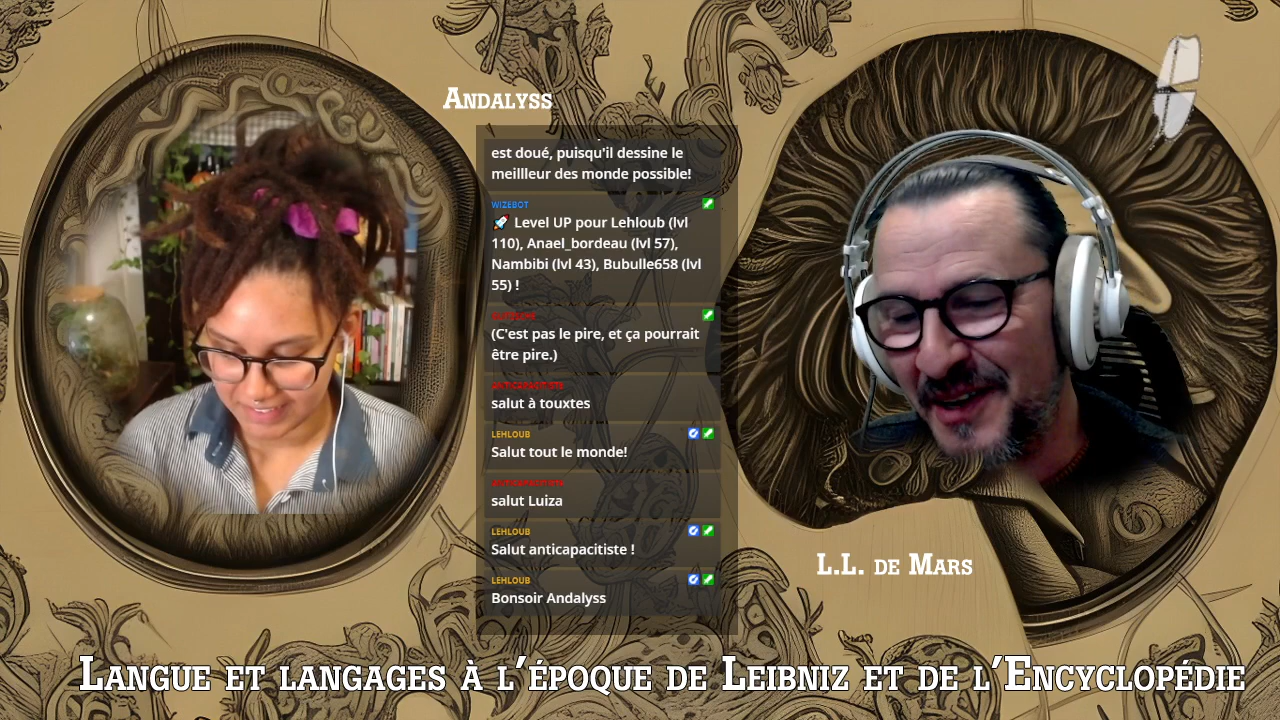 Andalyss
est doué, puisqu'il dessine le
meillleur des monde possible!
WIZEBOT
🚀 Level UP pour Lehloub (lvl
110), Anael_bordeau (lvl 57),
Nambibi (lvl 43), Bubulle658 (lvl
55) !
(C'est pas le pire, et ça pourrait
être pire.)
ANTICAPACITISTE
salut à touxtes
LEHLOUB
Salut tout le monde!
ANTICAPACITISTE
salut Luiza
LEHLOUB
Salut anticapacitiste !
LEHLOUB
Bonsoir Andalyss
L.L. de Mars
Langue et langages à l'époque de Leibniz et de l'Encyclopédie